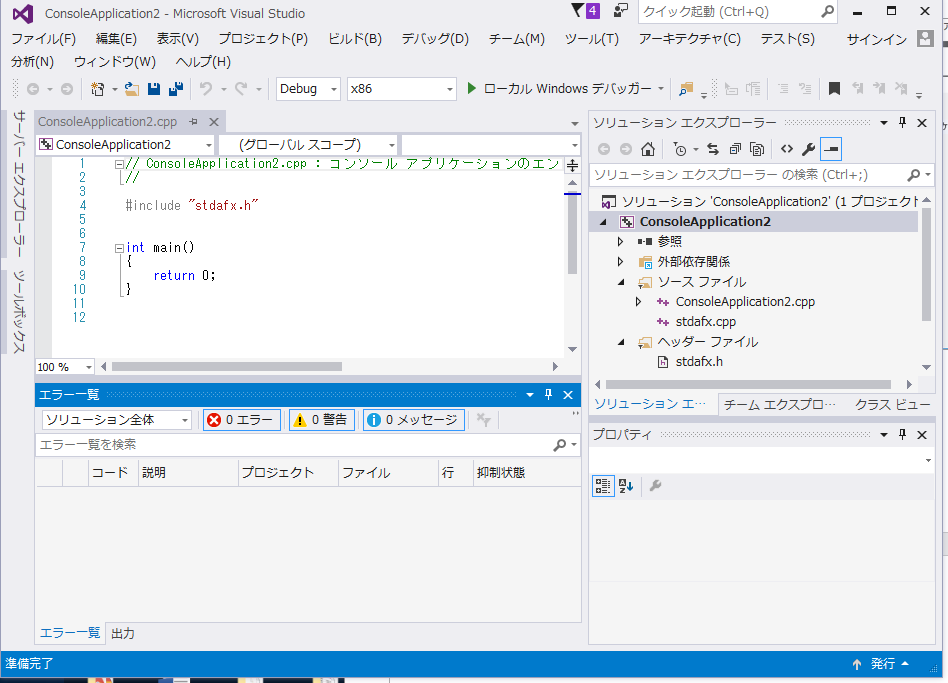 ConsoleApplication2 - Microsoft Visual Studio
4
クイック起動 (Ctrl+Q)
ファイル(F) 編集(E) 表示(V) プロジェクト(P) ビルド(B) デバッグ(D) チーム(M) ツール(T) アーキテクチャ(C) テスト(S) サインイン
分析(N) ウィンドウ(W) ヘルプ(H)
Debug x86 ローカル Windows デバッガー
サーバー エクスプローラー
ツールボックス
ConsoleApplication2.cpp
ConsoleApplication2 (グローバル スコープ)
1 // ConsoleApplication2.cpp : コンソール アプリケーションのエン
2 //
3
4 #include "stdafx.h"
5
6
7 int main()
8 {
9 return 0;
10 }
11
12
100 %
エラー一覧
ソリューション全体 0 エラー 0 警告 0 メッセージ
エラー一覧を検索
コード 説明 プロジェクト ファイル 行 抑制状態
エラー一覧 出力
ソリューション エクスプローラー
ソリューション エクスプローラー の検索 (Ctrl+;)
ソリューション 'ConsoleApplication2' (1 プロジェクト
ConsoleApplication2
参照
外部依存関係
ソース ファイル
ConsoleApplication2.cpp
stdafx.cpp
ヘッダー ファイル
stdafx.h
ソリューション エ… チーム エクスプロ… クラス ビュー
プロパティ
準備完了
発行